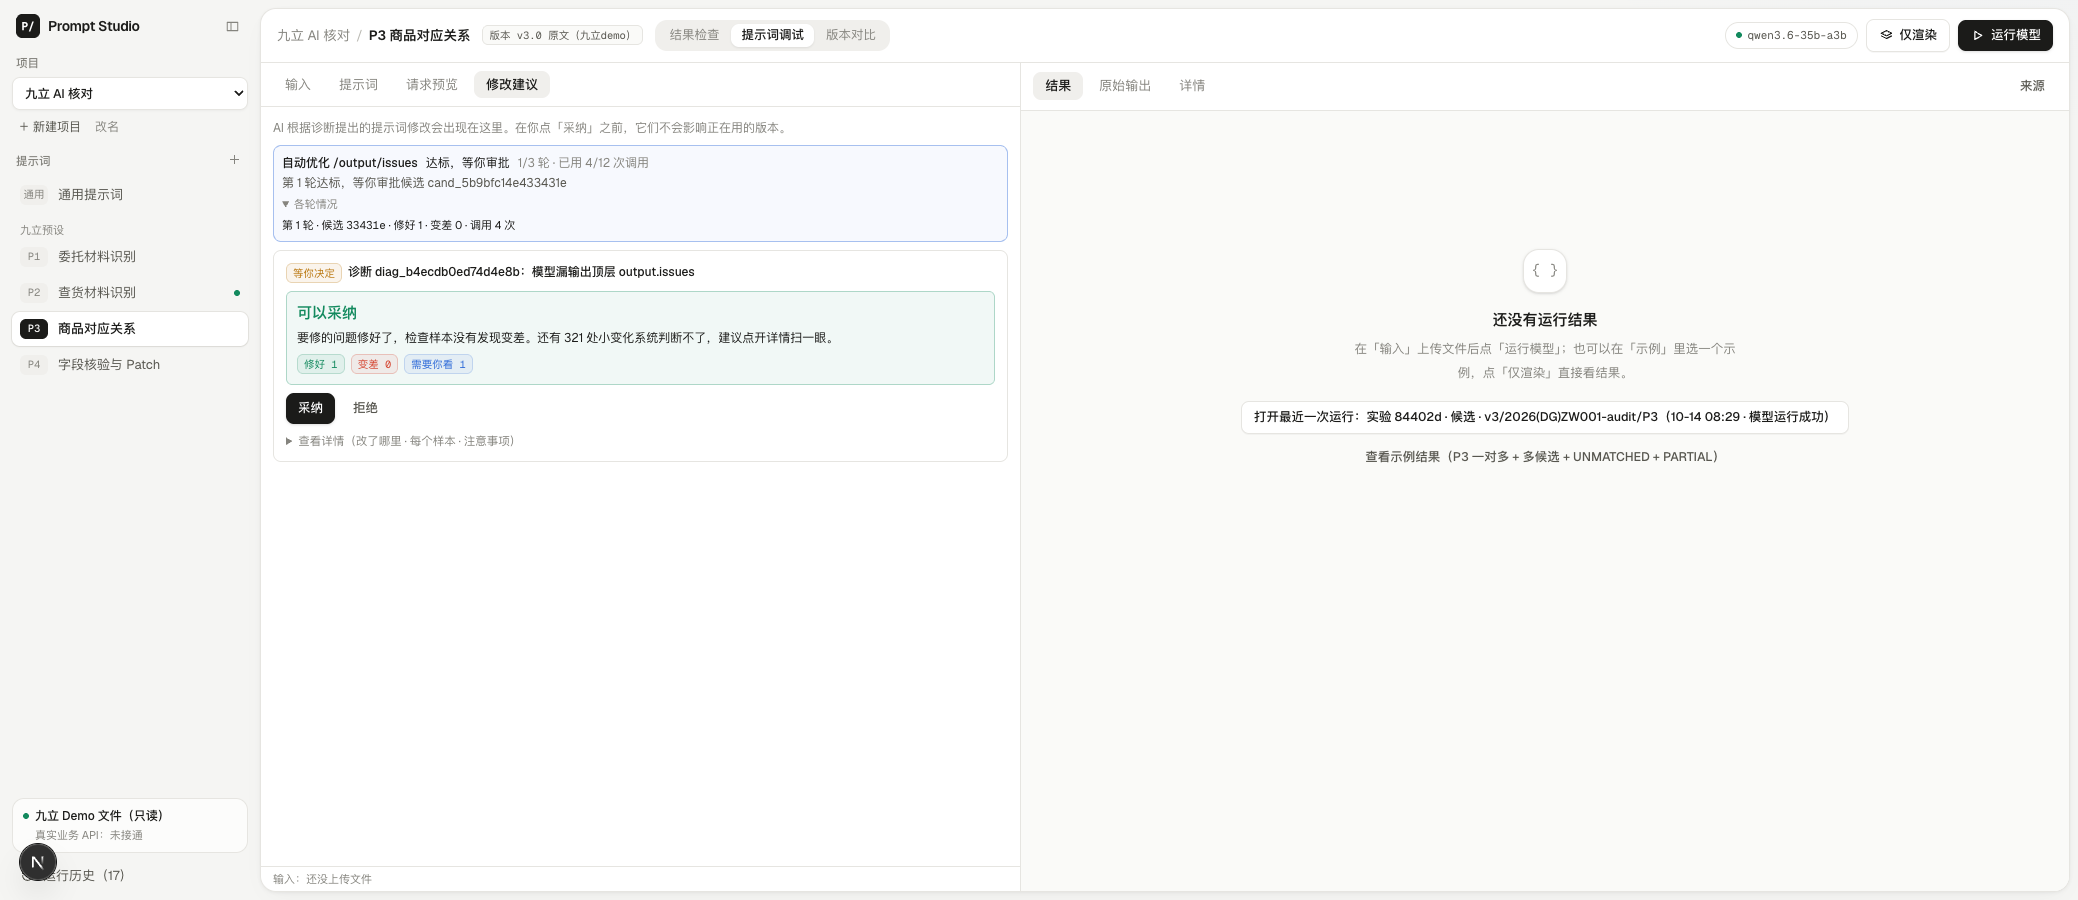 P/ Prompt Studio
项目
九立 AI 核对
+ 新建项目 改名
提示词 +
通用 通用提示词
九立预设
P1 委托材料识别
P2 查货材料识别
P3 商品对应关系
P4 字段核验与 Patch
九立 Demo 文件（只读）
真实业务 API：未接通
N
运行历史（17）
九立 AI 核对 / P3 商品对应关系 版本 v3.0 原文（九立demo） 结果检查 提示词调试 版本对比
qwen3.6-35b-a3b 仅渲染 运行模型
输入 提示词 请求预览 修改建议
AI 根据诊断提出的提示词修改会出现在这里。在你点「采纳」之前，它们不会影响正在用的版本。
自动优化 /output/issues 达标，等你审批 1/3 轮 · 已用 4/12 次调用
第 1 轮达标，等你审批候选 cand_5b9bfc14e433431e
▼ 各轮情况
第 1 轮 · 候选 33431e · 修好 1 · 变差 0 · 调用 4 次
等你决定 诊断 diag_b4ecdb0ed74d4e8b：模型漏输出顶层 output.issues
可以采纳
要修的问题修好了，检查样本没有发现变差。还有 321 处小变化系统判断不了，建议点开详情扫一眼。
修好 1 变差 0 需要你看 1
采纳 拒绝
▶ 查看详情（改了哪里 · 每个样本 · 注意事项）
输入：还没上传文件
结果 原始输出 详情 来源
{ }
还没有运行结果
在「输入」上传文件后点「运行模型」；也可以在「示例」里选一个示
例，点「仅渲染」直接看结果。
打开最近一次运行：实验 84402d · 候选 · v3/2026(DG)ZW001-audit/P3（10-14 08:29 · 模型运行成功）
查看示例结果（P3 一对多 + 多候选 + UNMATCHED + PARTIAL）